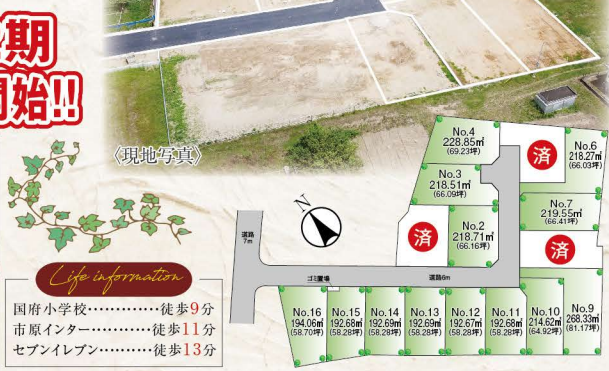 期
開始!!
〈現地写真〉
Life information
国府小学校…………徒歩9分
市原インター…………徒歩11分
セブンイレブン…………徒歩13分
N
道路
7m
ゴミ置場
道路6m
No.4
228.85㎡
(69.23坪)
No.3
218.51㎡
(66.09坪)
済
No.2
218.71㎡
(66.16坪)
済
No.6
218.27㎡
(66.03坪)
No.7
219.55㎡
(66.41坪)
済
No.16
194.06㎡
(58.70坪)
No.15
192.68㎡
(58.28坪)
No.14
192.69㎡
(58.28坪)
No.13
192.69㎡
(58.28坪)
No.12
192.67㎡
(58.28坪)
No.11
192.68㎡
(58.28坪)
No.10
214.62㎡
(64.92坪)
No.9
268.33㎡
(81.17坪)